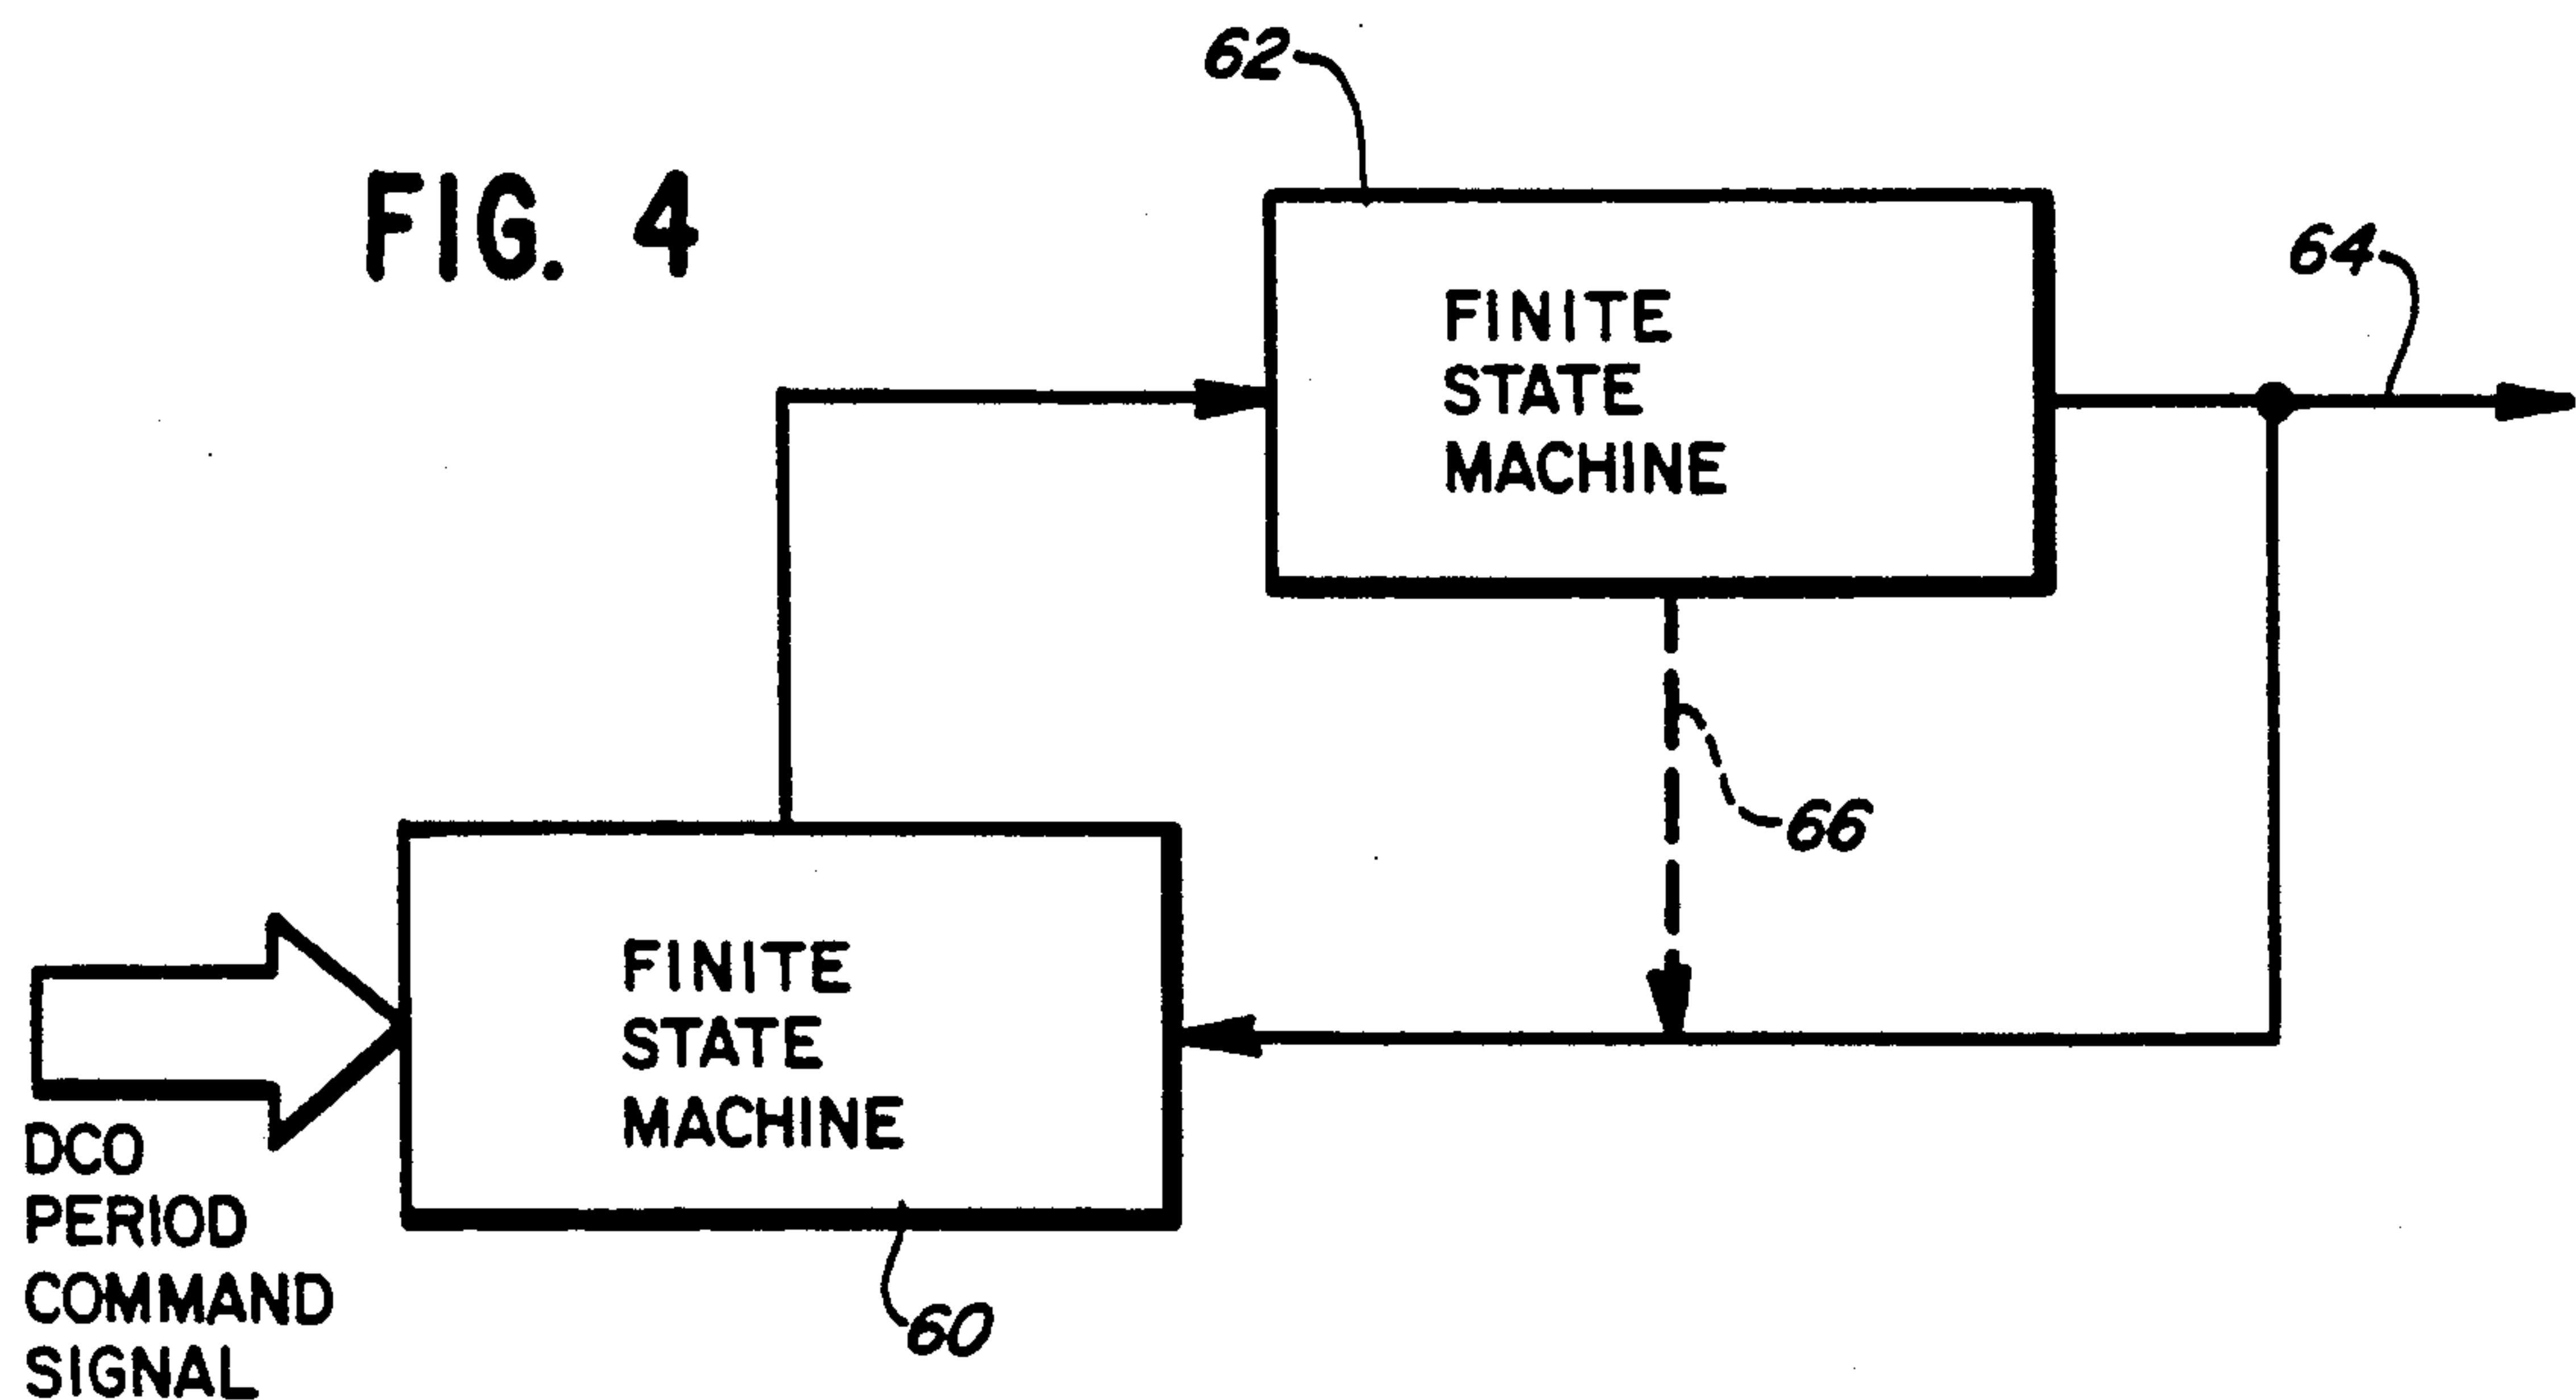 62
FIG. 4
64
FINITE
STATE
MACHINE
66
FINITE
STATE
MACHINE
DCO
PERIOD
COMMAND
SIGNAL
60